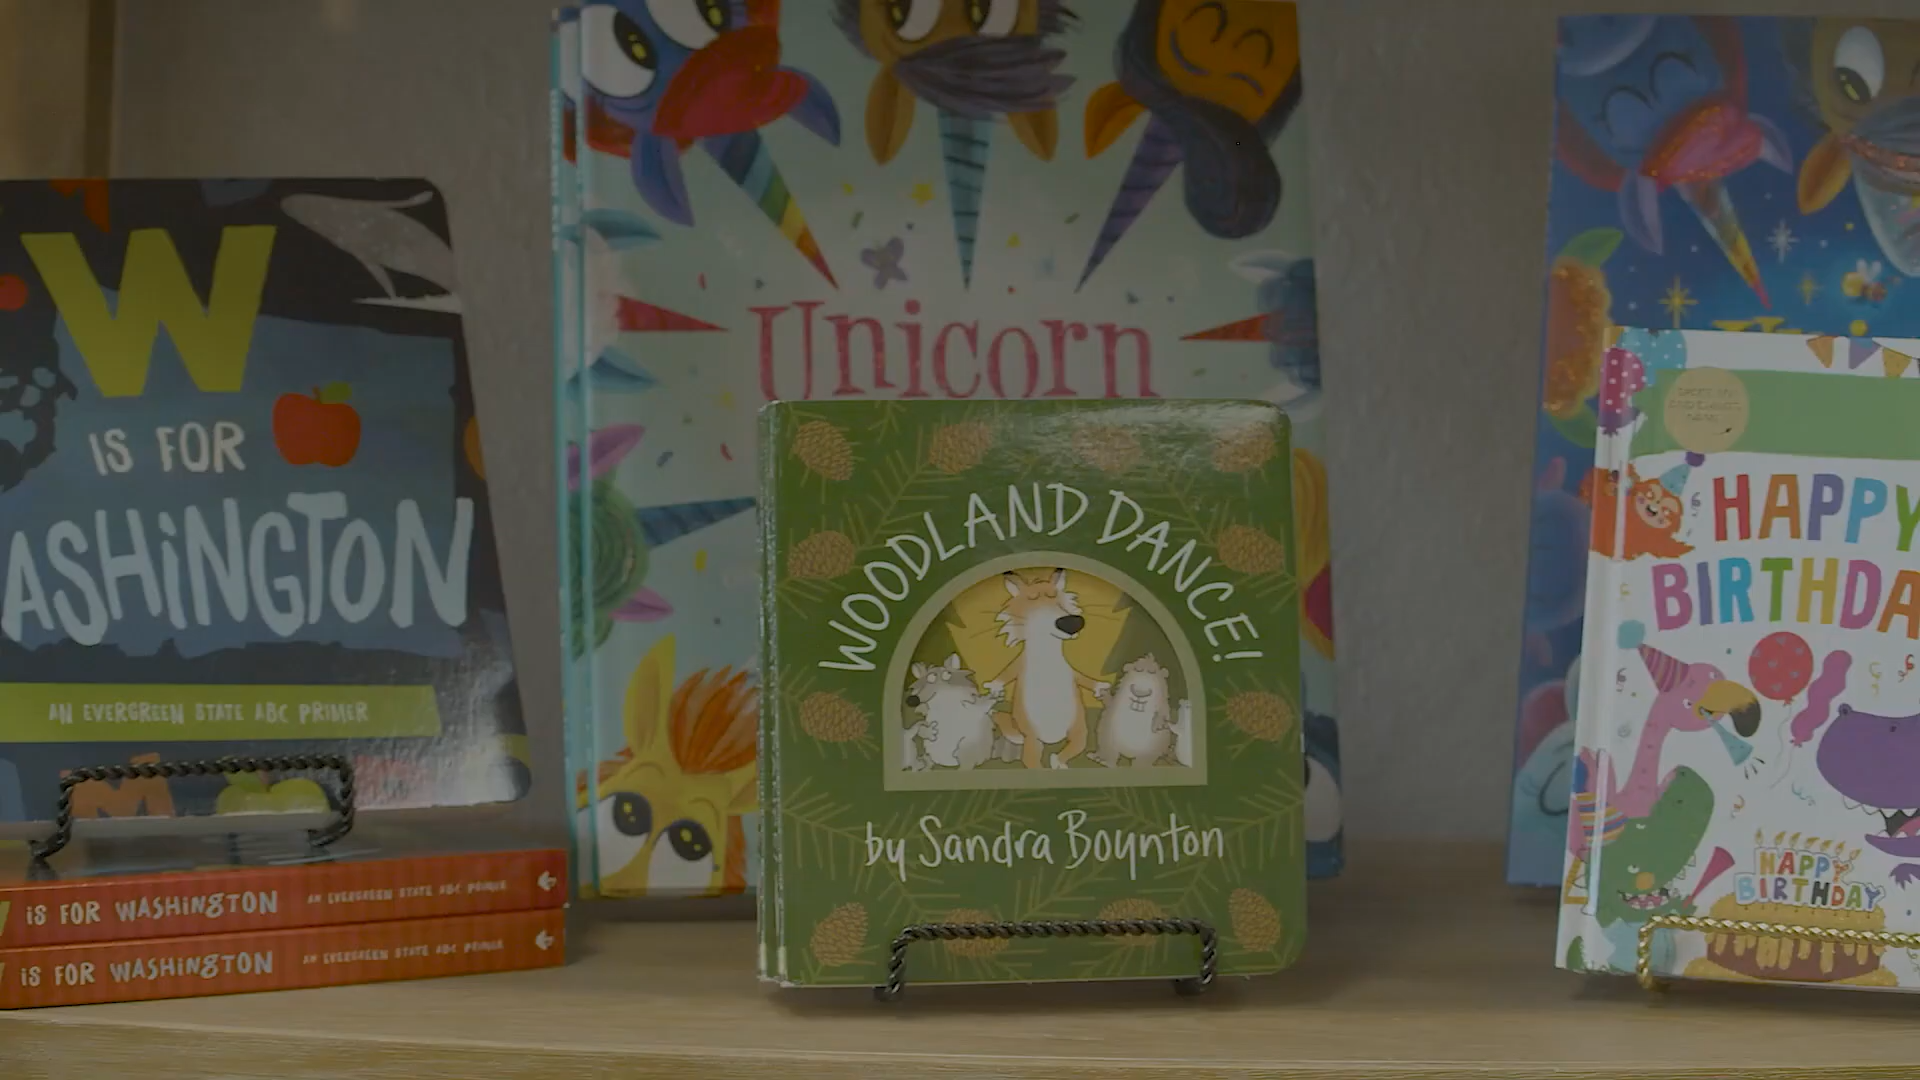 W
IS FOR
ASHiNGTON
AN EVERGREEN STATE ABC PRIMER
M
IS FOR WASHiNGTON AN EVERGREEN STATE ABC PRIMER
IS FOR WASHiNGTON AN EVERGREEN STATE ABC PRIMER
Unicorn
WOODLAND DANCE!
by Sandra Boynton
HAPPY
BIRTHDA
HAPPY
BIRTHDAY